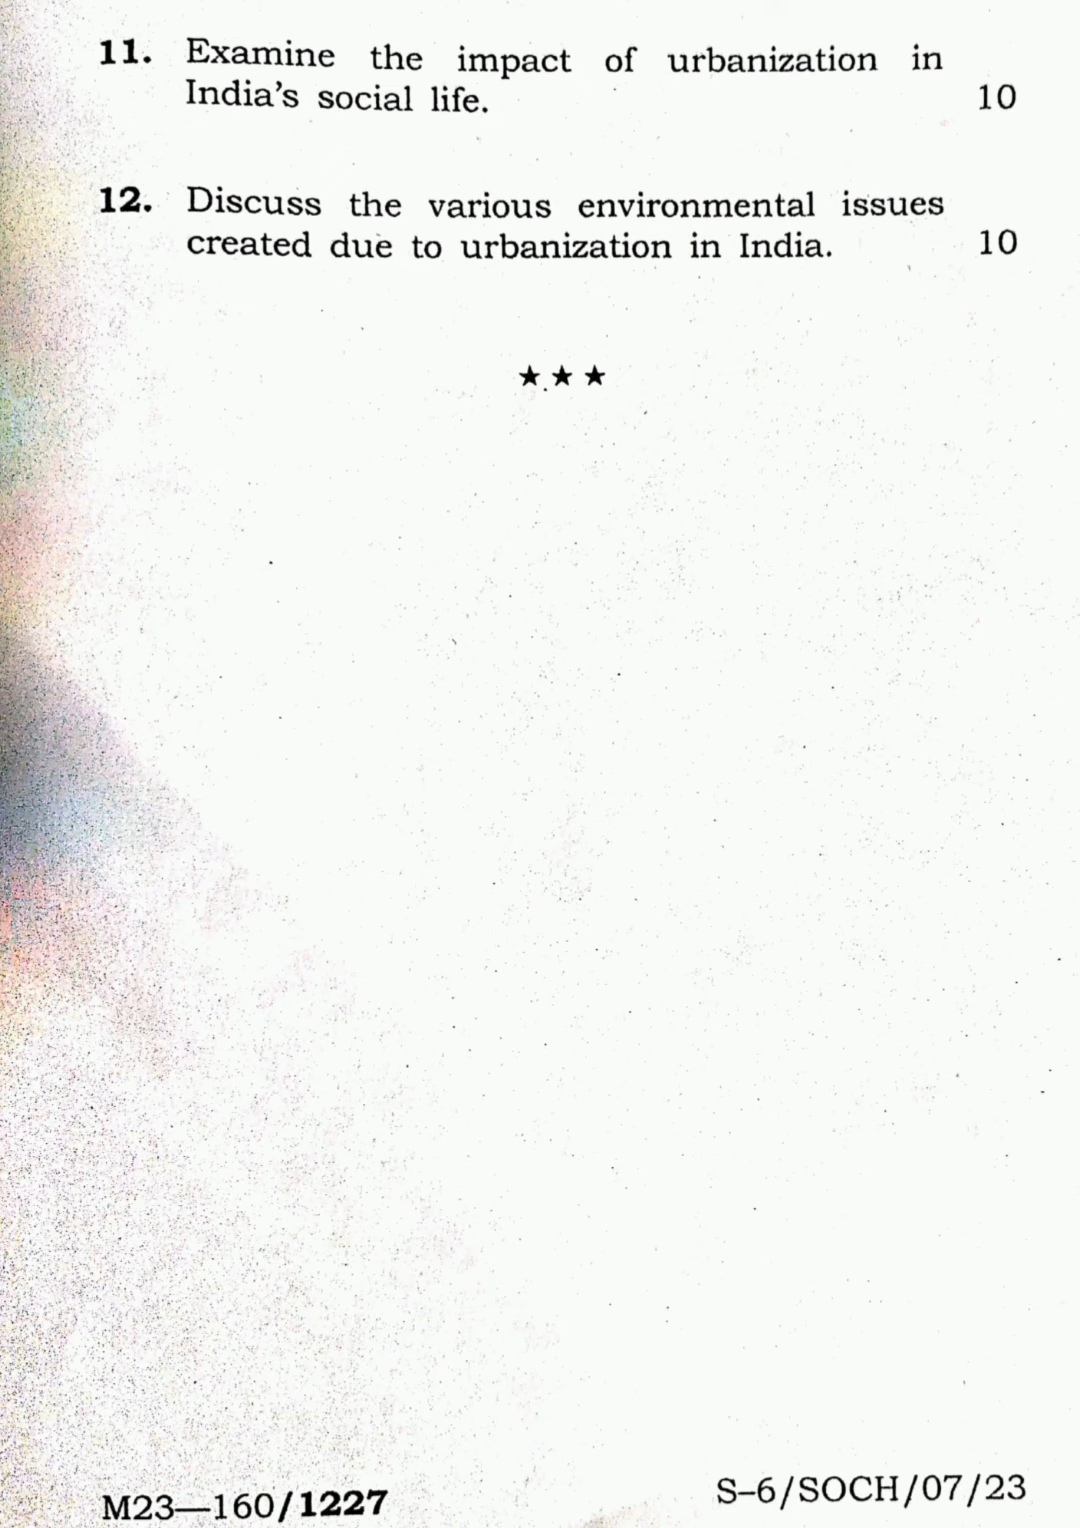 11. Examine the impact of urbanization in
India's social life. 10
12. Discuss the various environmental issues
created due to urbanization in India. 10
★ ★ ★
M23—160/1227 S-6/SOCH/07/23